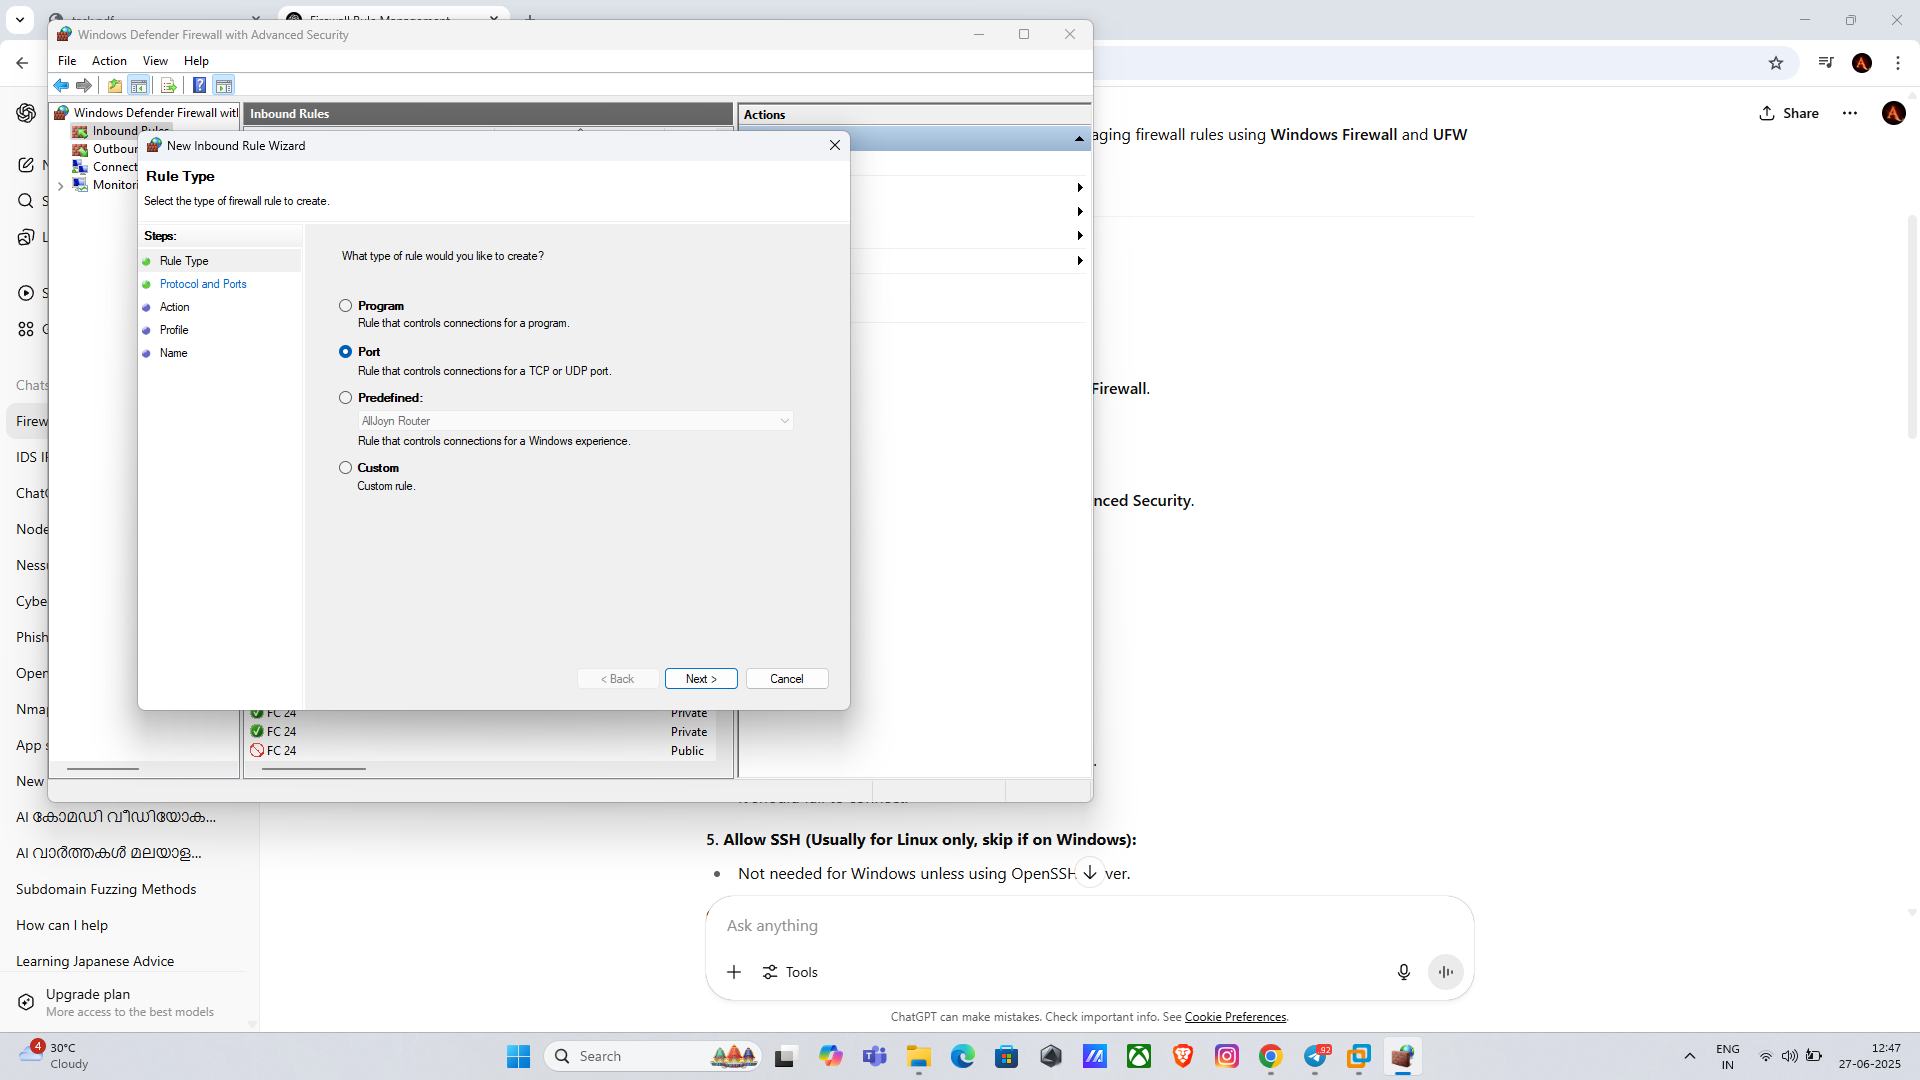 Windows Defender Firewall with Advanced Security
File Action View Help
Windows Defender Firewall with
Inbound Rules
Outbour
Connect
Monitori
Inbound Rules
Actions
New Inbound Rule Wizard
Rule Type
Select the type of firewall rule to create.
Steps:
Rule Type
Protocol and Ports
Action
Profile
Name
What type of rule would you like to create?
Program
Rule that controls connections for a program.
Port
Rule that controls connections for a TCP or UDP port.
Predefined:
AllJoyn Router
Rule that controls connections for a Windows experience.
Custom
Custom rule.
< Back Next > Cancel
FC 24 Private
FC 24 Private
FC 24 Public
Share
aging firewall rules using Windows Firewall and UFW
Firewall.
nced Security.
5. Allow SSH (Usually for Linux only, skip if on Windows):
Not needed for Windows unless using OpenSSH ver.
Ask anything
Tools
ChatGPT can make mistakes. Check important info. See Cookie Preferences.
Chats
Firew
IDS IF
ChatG
Node
Nessu
Cybe
Phish
Open
Nmap
App s
New
AI കോമഡി വീഡിയോക...
AI വാർത്തകൾ മലയാള...
Subdomain Fuzzing Methods
How can I help
Learning Japanese Advice
Upgrade plan
More access to the best models
4
30°C
Cloudy
Search
92
ENG
IN
12:47
27-06-2025